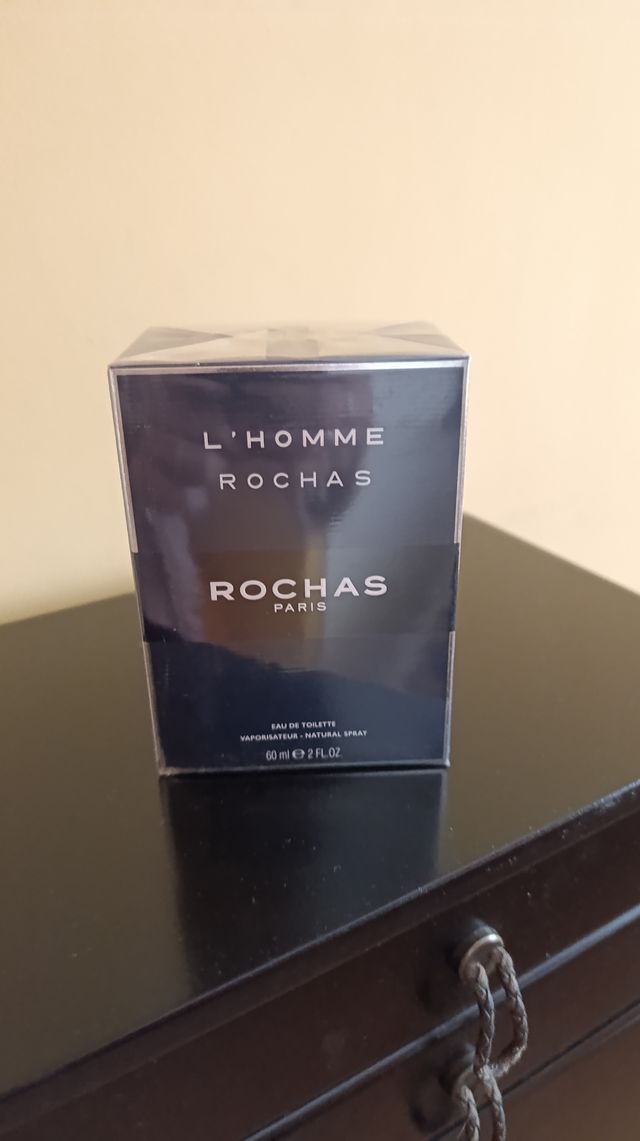 L'HOMME
ROCHAS
ROCHAS
PARIS
EAU DE TOILETTE
VAPORISATEUR - NATURAL SPRAY
60 ml ℮ 2 FL.OZ.